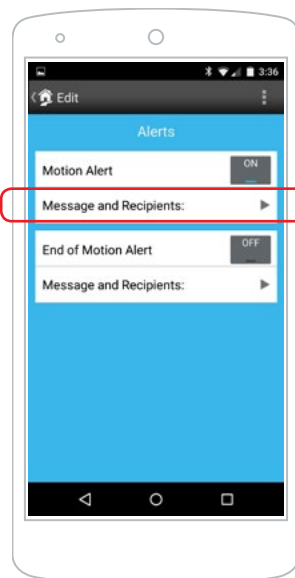 3:36
Edit
Alerts
Motion Alert ON
Message and Recipients:
End of Motion Alert OFF
Message and Recipients: